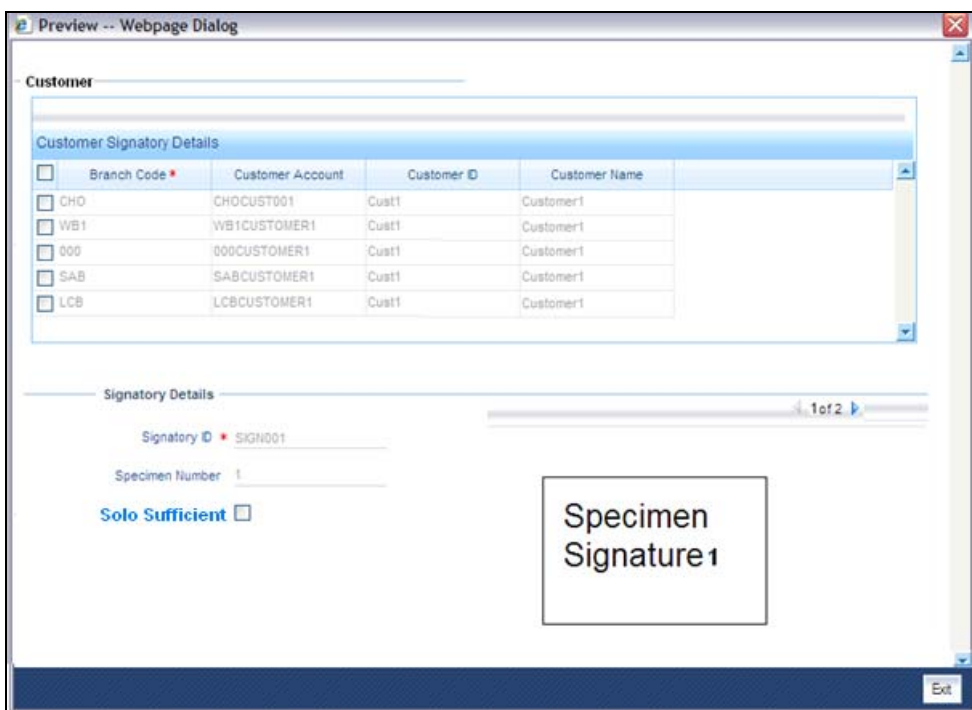 Preview -- Webpage Dialog
Customer
Customer Signatory Details
Branch Code * Customer Account Customer ID Customer Name
CHO CHOCUST001 Cust1 Customer1
WB1 WB1CUSTOMER1 Cust1 Customer1
000 000CUSTOMER1 Cust1 Customer1
SAB SABCUSTOMER1 Cust1 Customer1
LCB LCBCUSTOMER1 Cust1 Customer1
Signatory Details
1 of 2
Signatory ID * SIGN001
Specimen Number 1
Solo Sufficient
Specimen
Signature1
Exit